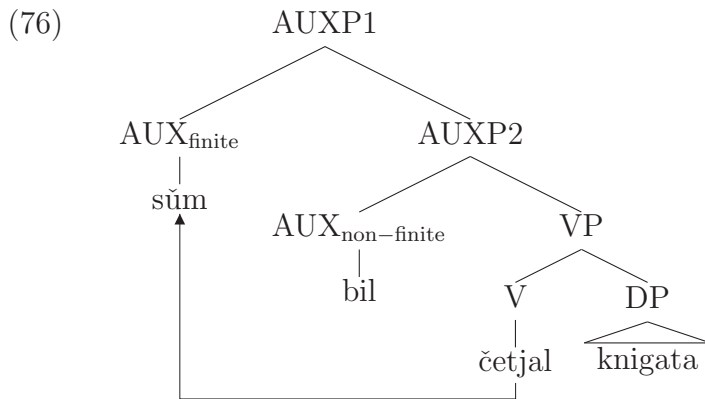 (76) AUXP1
AUXfinite AUXP2
sŭm AUXnon−finite VP
bil V DP
četjal knigata